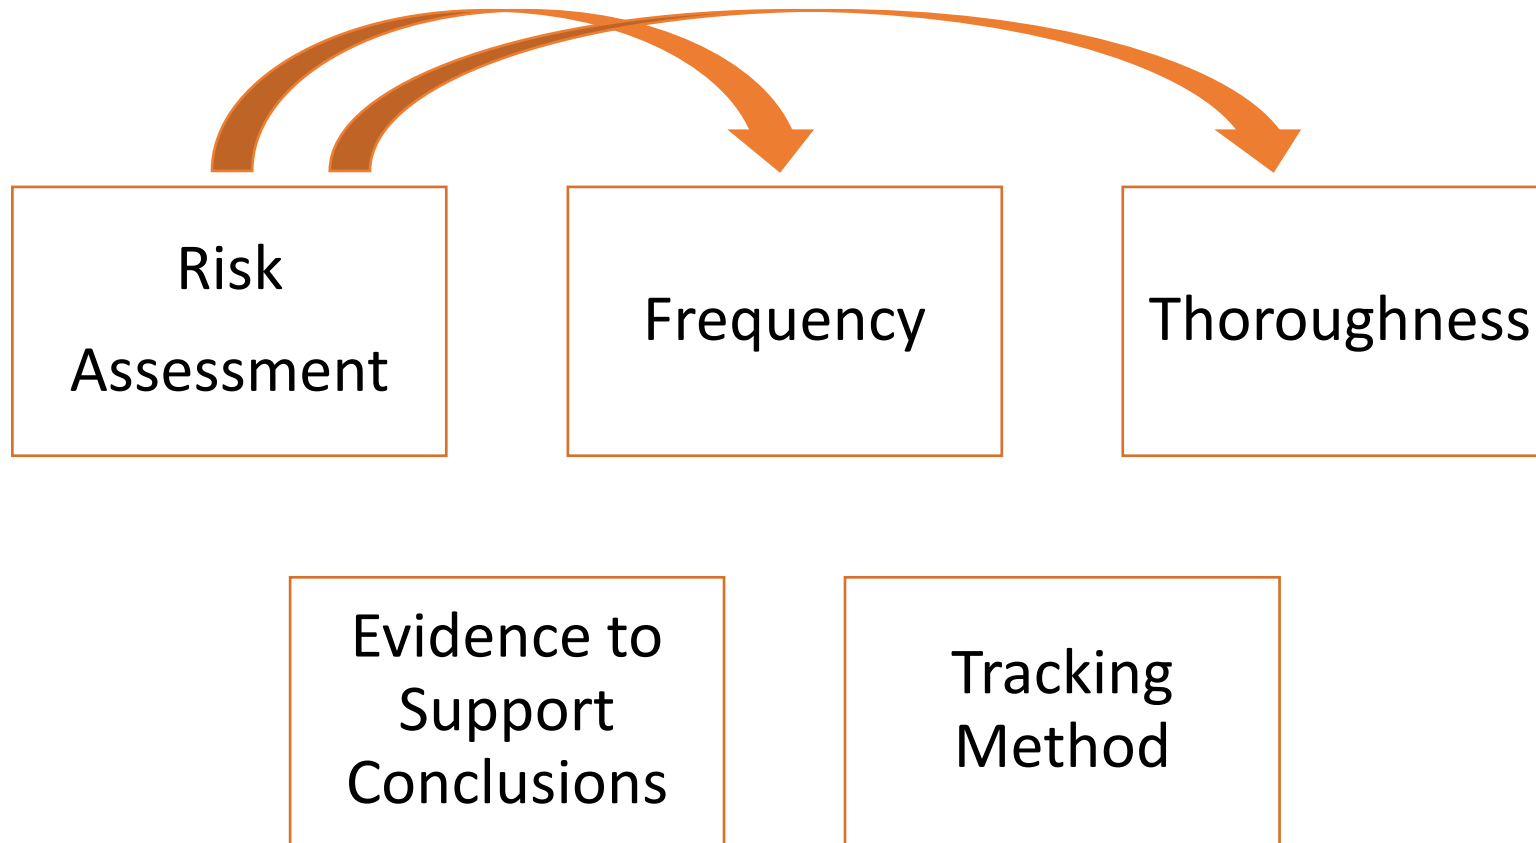 Risk
Assessment
Frequency
Thoroughness
Evidence to
Support
Conclusions
Tracking
Method